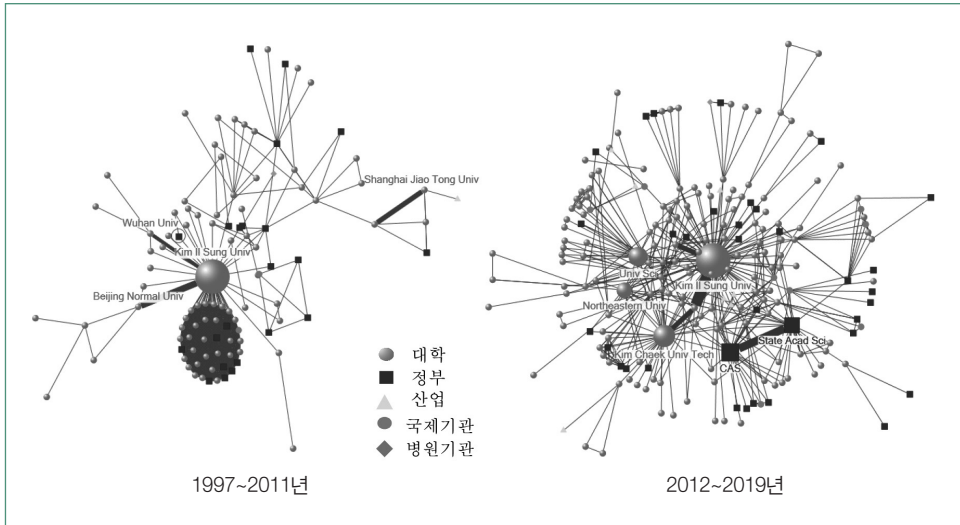 Shanghai Jiao Tong Univ
Wuhan Univ
Kim Il Sung Univ
Beijing Normal Univ
대학
정부
산업
국제기관
병원기관
1997~2011년
Univ Sci
Kim Il Sung Univ
Northeastern Univ
State Acad Sci
Kim Chaek Univ Tech
CAS
2012~2019년